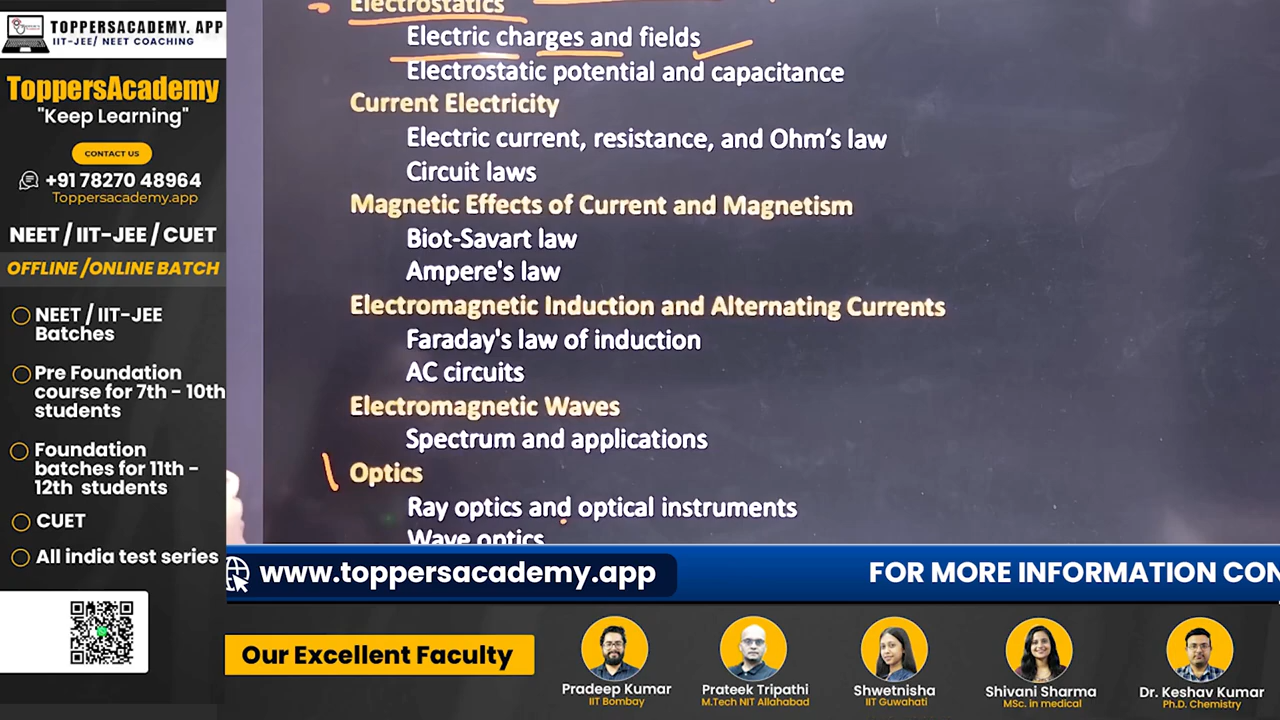 TOPPERSACADEMY. APP
IIT-JEE/ NEET COACHING
ToppersAcademy
"Keep Learning"
CONTACT US
+91 78270 48964
Toppersacademy.app
NEET / IIT-JEE / CUET
OFFLINE /ONLINE BATCH
NEET / IIT-JEE
Batches
Pre Foundation
course for 7th - 10th
students
Foundation
batches for 11th -
12th students
CUET
All india test series
Electrostatics
Electric charges and fields
Electrostatic potential and capacitance
Current Electricity
Electric current, resistance, and Ohm’s law
Circuit laws
Magnetic Effects of Current and Magnetism
Biot-Savart law
Ampere's law
Electromagnetic Induction and Alternating Currents
Faraday's law of induction
AC circuits
Electromagnetic Waves
Spectrum and applications
Optics
Ray optics and optical instruments
Wave optics
www.toppersacademy.app
FOR MORE INFORMATION CON
Our Excellent Faculty
Pradeep Kumar
IIT Bombay
Prateek Tripathi
M.Tech NIT Allahabad
Shwetnisha
IIT Guwahati
Shivani Sharma
MSc. in medical
Dr. Keshav Kumar
Ph.D. Chemistry